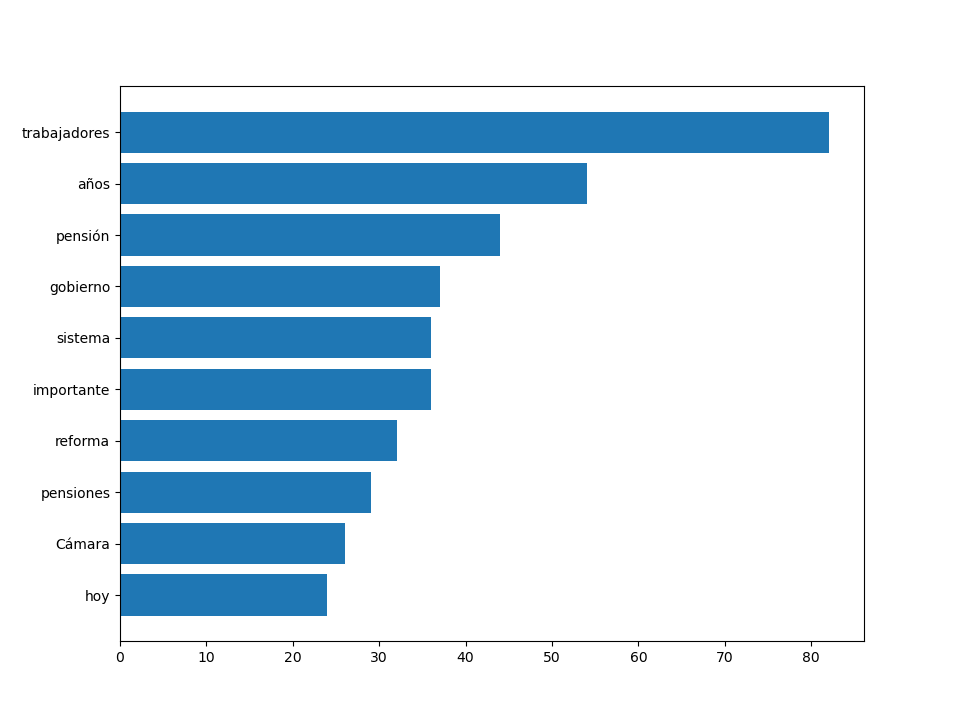 trabajadores
años
pensión
gobierno
sistema
importante
reforma
pensiones
Cámara
hoy
0 10 20 30 40 50 60 70 80